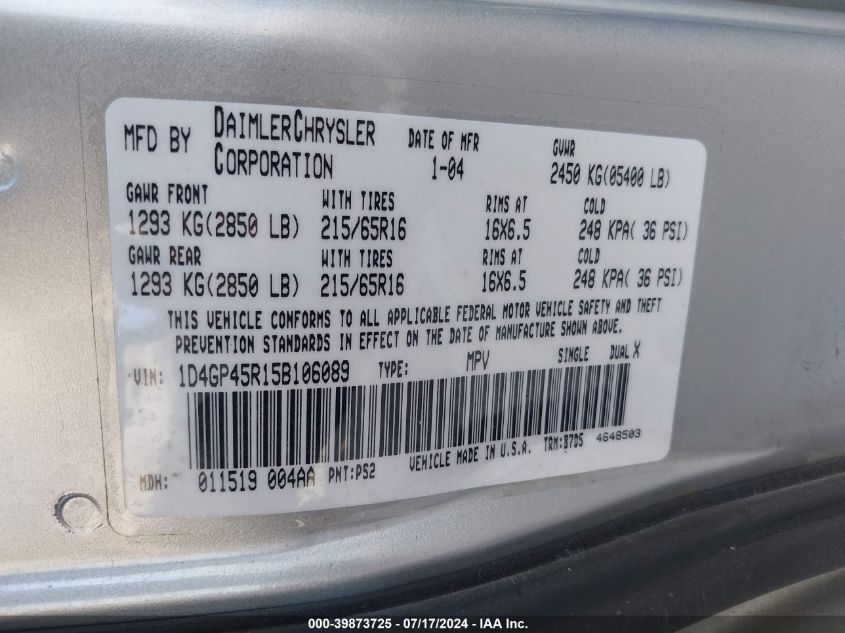 MFD BY DAIMLERCHRYSLER CORPORATION DATE OF MFR 1-04 GVWR 2450 KG(05400 LB)
GAWR FRONT WITH TIRES RIMS AT COLD
1293 KG(2850 LB) 215/65R16 16X6.5 248 KPA( 36 PSI)
GAWR REAR WITH TIRES RIMS AT COLD
1293 KG(2850 LB) 215/65R16 16X6.5 248 KPA( 36 PSI)
THIS VEHICLE CONFORMS TO ALL APPLICABLE FEDERAL MOTOR VEHICLE SAFETY AND THEFT
PREVENTION STANDARDS IN EFFECT ON THE DATE OF MANUFACTURE SHOWN ABOVE.
VIN: 1D4GP45R15B106089 TYPE: MPV SINGLE DUAL X
MDH: 011519 004AA PNT:PS2 VEHICLE MADE IN U.S.A. TRM:B7D5 4648503
000-39873725 - 07/17/2024 - IAA Inc.